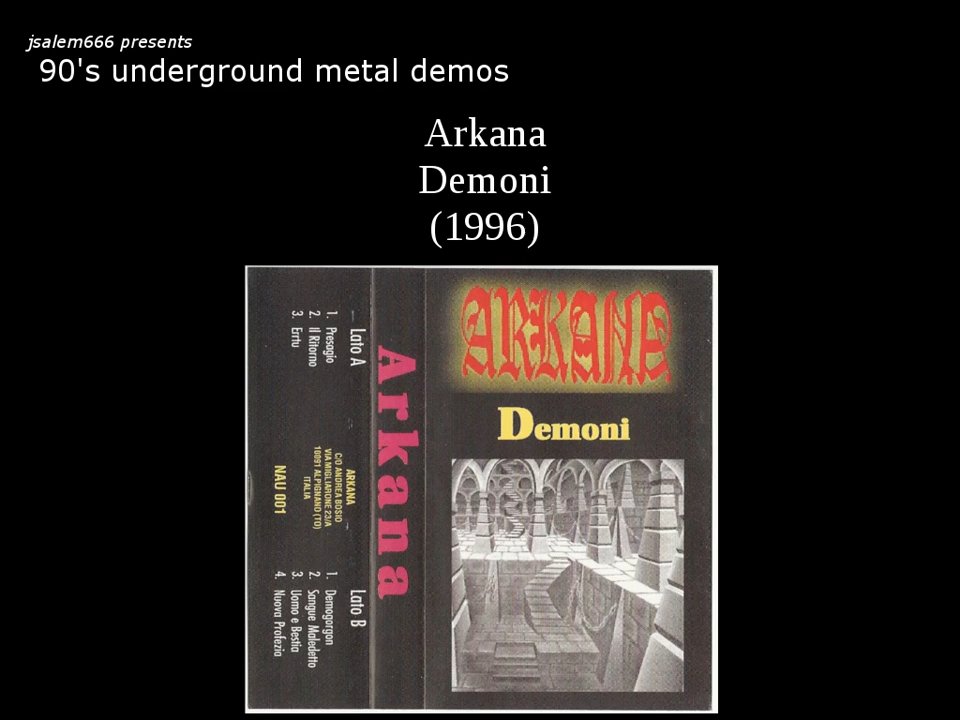 jsalem666 presents
90's underground metal demos
Arkana
Demoni
(1996)
ARKANA
Demoni
Arkana
Lato A
1. Presagio
2. Il Ritorno
3. Errtu
ARKANA
C/O ANDREA BOSIO
VIA MIGLIARONE 23/A
10091 ALPIGNANO (TO)
ITALIA
NAU 001
Lato B
1. Demogorgon
2. Sangue Maledetto
3. Uomo e Bestia
4. Nuova Profezia